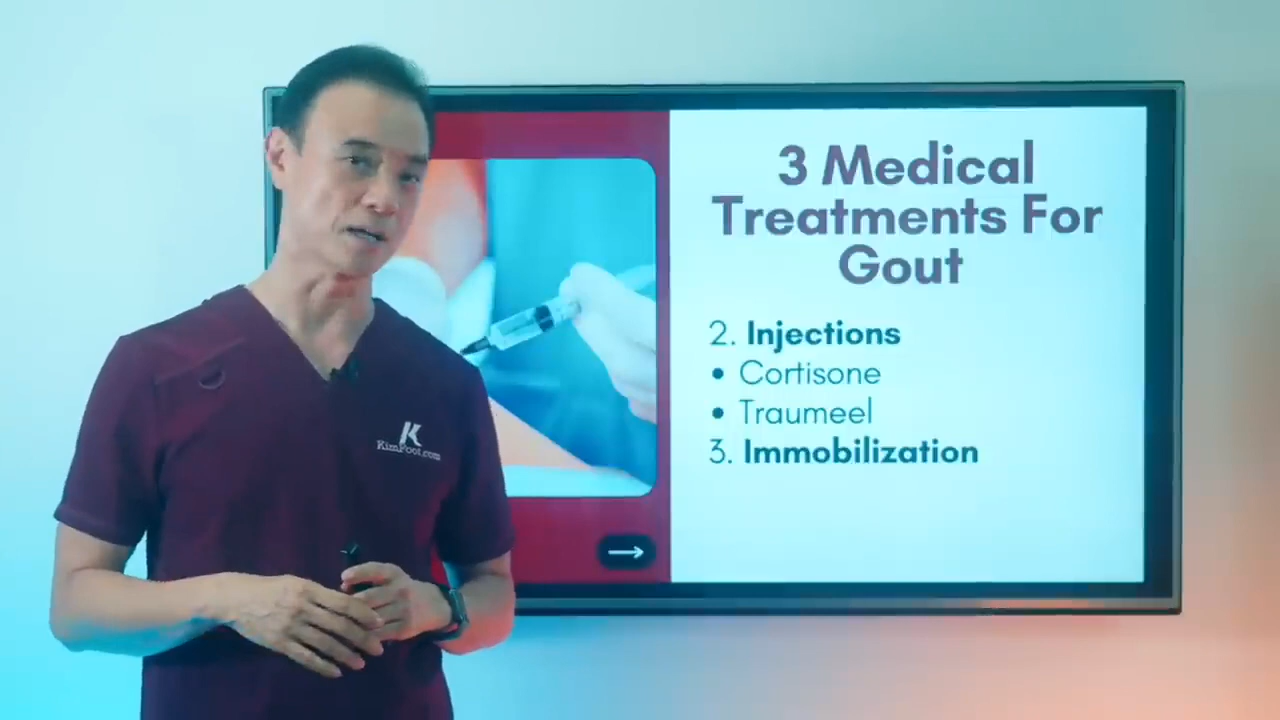 3 Medical
Treatments For
Gout
2. Injections
• Cortisone
• Traumeel
3. Immobilization
K
KimFoot.com